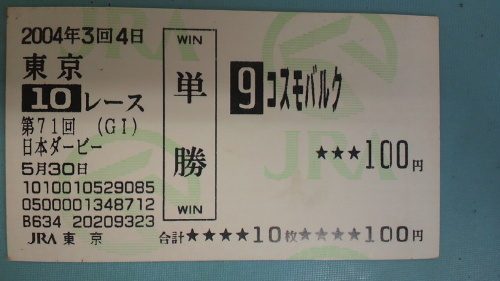 2004年3回4日
東京
10レース
第71回 (GI)
日本ダービー
5月30日
1010010529085
0500001348712
B634 20209323
JRA 東京
WIN
単勝
WIN
9 コスモバルク
★★★100円
合計★★★★10枚★★★★100円
JRA
JRA